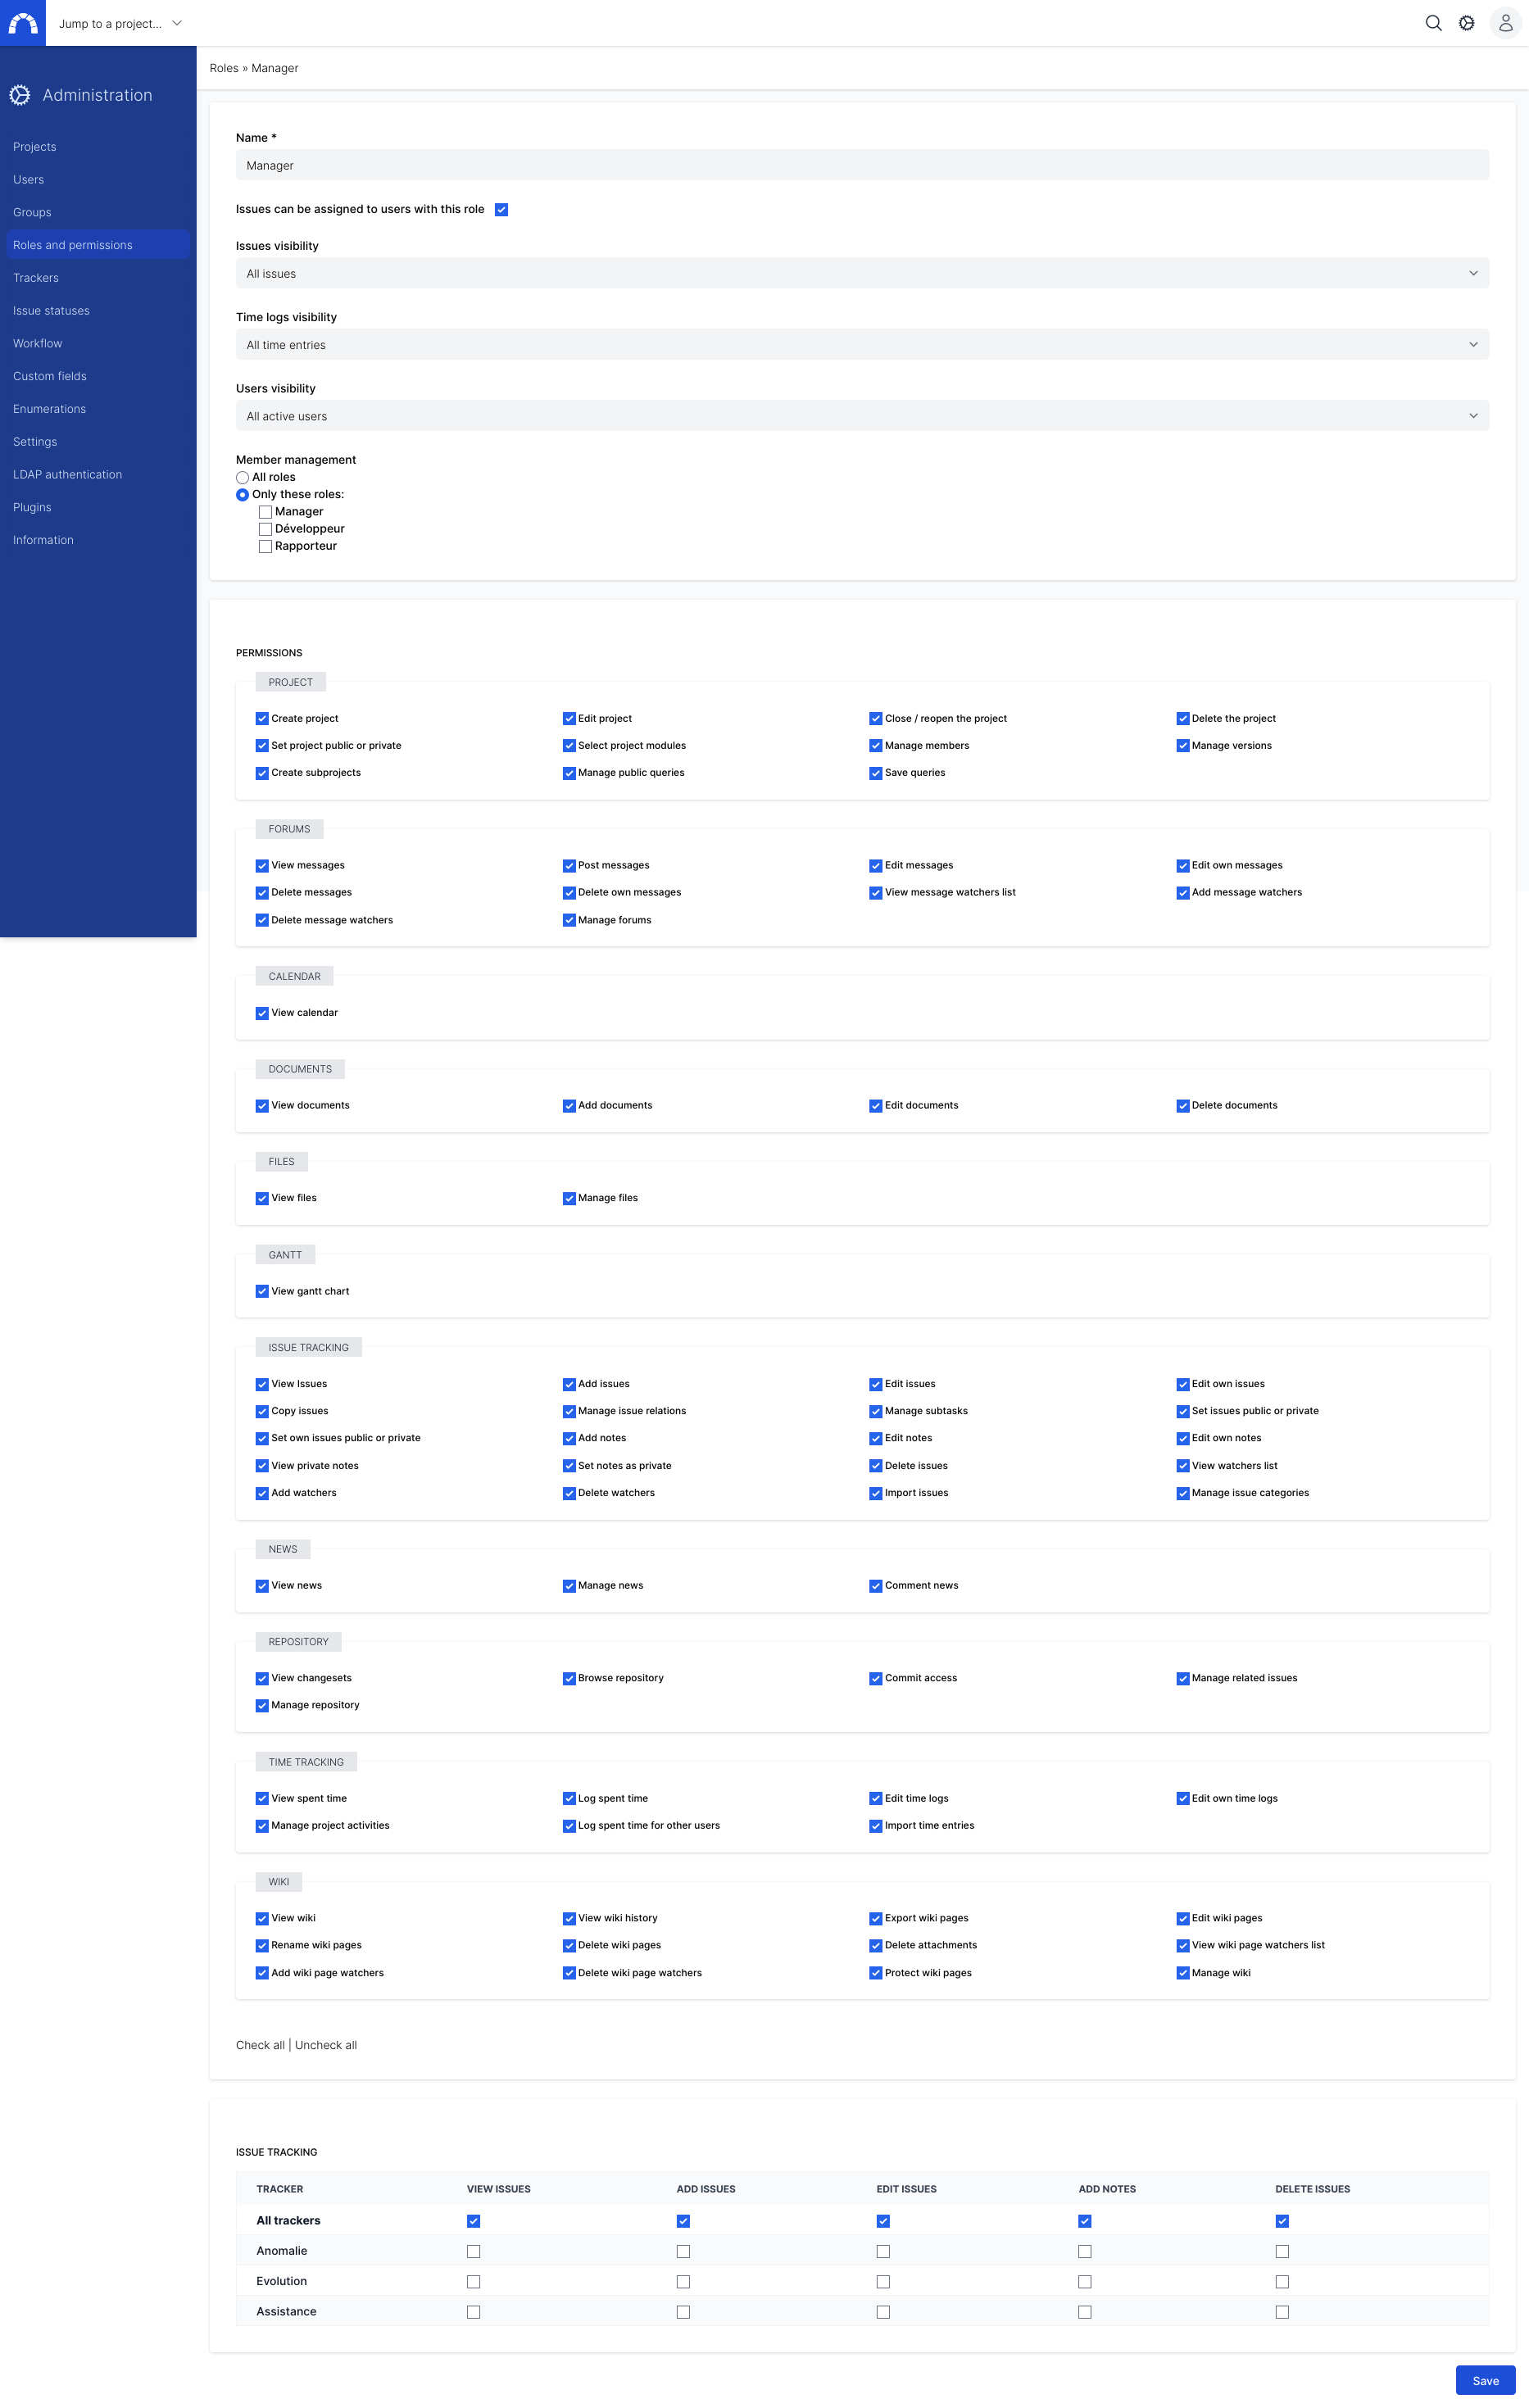 Jump to a project...
Administration
Projects
Users
Groups
Roles and permissions
Trackers
Issue statuses
Workflow
Custom fields
Enumerations
Settings
LDAP authentication
Plugins
Information
Roles » Manager
Name *
Manager
Issues can be assigned to users with this role
Issues visibility
All issues
Time logs visibility
All time entries
Users visibility
All active users
Member management
All roles
Only these roles:
Manager
Développeur
Rapporteur
PERMISSIONS
PROJECT
Create project Edit project Close / reopen the project Delete the project
Set project public or private Select project modules Manage members Manage versions
Create subprojects Manage public queries Save queries
FORUMS
View messages Post messages Edit messages Edit own messages
Delete messages Delete own messages View message watchers list Add message watchers
Delete message watchers Manage forums
CALENDAR
View calendar
DOCUMENTS
View documents Add documents Edit documents Delete documents
FILES
View files Manage files
GANTT
View gantt chart
ISSUE TRACKING
View Issues Add issues Edit issues Edit own issues
Copy issues Manage issue relations Manage subtasks Set issues public or private
Set own issues public or private Add notes Edit notes Edit own notes
View private notes Set notes as private Delete issues View watchers list
Add watchers Delete watchers Import issues Manage issue categories
NEWS
View news Manage news Comment news
REPOSITORY
View changesets Browse repository Commit access Manage related issues
Manage repository
TIME TRACKING
View spent time Log spent time Edit time logs Edit own time logs
Manage project activities Log spent time for other users Import time entries
WIKI
View wiki View wiki history Export wiki pages Edit wiki pages
Rename wiki pages Delete wiki pages Delete attachments View wiki page watchers list
Add wiki page watchers Delete wiki page watchers Protect wiki pages Manage wiki
Check all | Uncheck all
ISSUE TRACKING
TRACKER VIEW ISSUES ADD ISSUES EDIT ISSUES ADD NOTES DELETE ISSUES
All trackers
Anomalie
Evolution
Assistance
Save